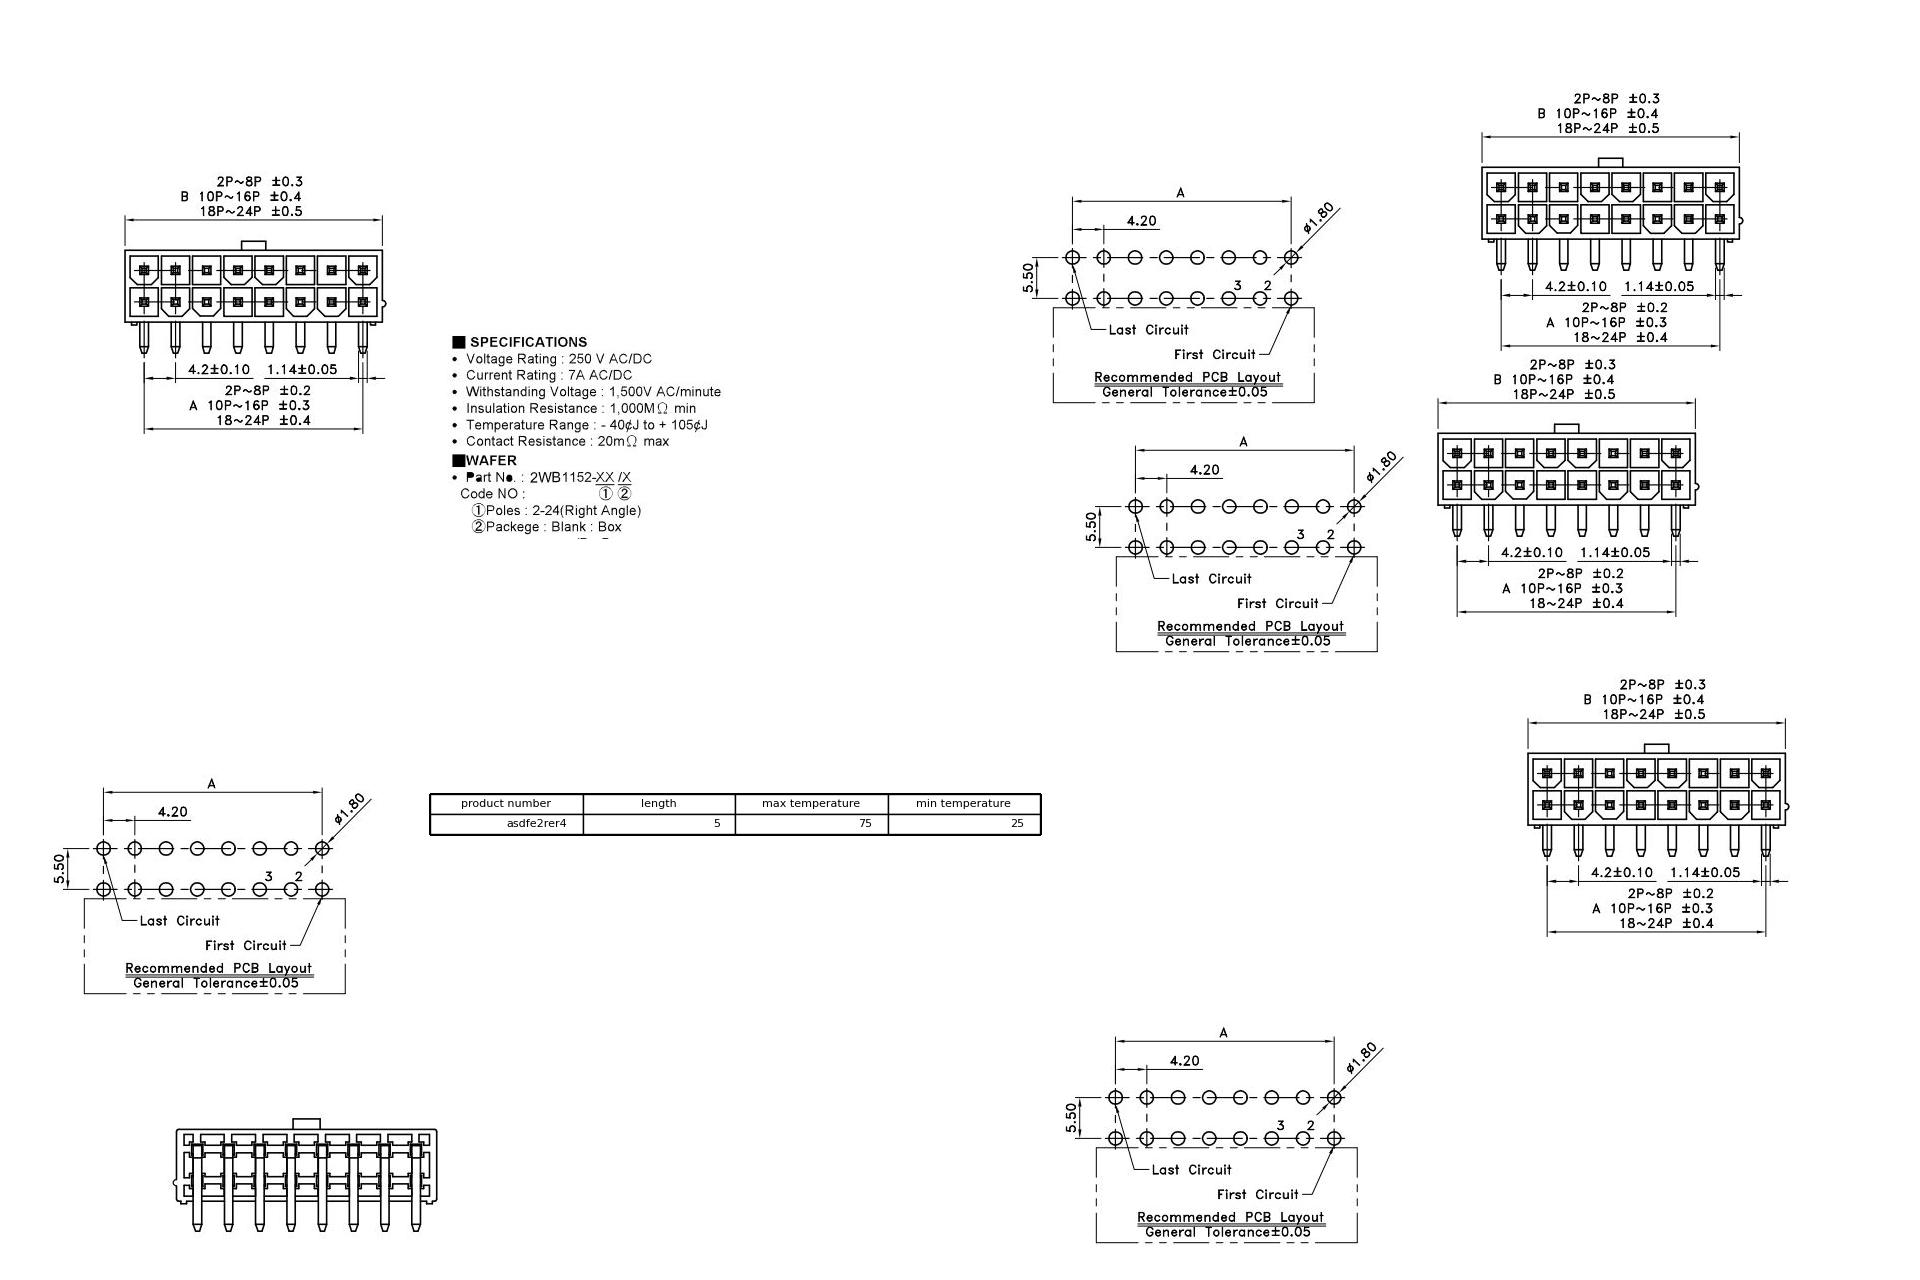 2P~8P ±0.3
B 10P~16P ±0.4
18P~24P ±0.5
4.2±0.10 1.14±0.05
2P~8P ±0.2
A 10P~16P ±0.3
18~24P ±0.4
■ SPECIFICATIONS
• Voltage Rating : 250 V AC/DC
• Current Rating : 7A AC/DC
• Withstanding Voltage : 1,500V AC/minute
• Insulation Resistance : 1,000MΩ min
• Temperature Range : - 40¢J to + 105¢J
• Contact Resistance : 20mΩ max
■WAFER
• Part No. : 2WB1152-XX /X
Code NO : ① ②
①Poles : 2-24(Right Angle)
②Packege : Blank : Box
A
4.20
ø1.80
5.50
3 2
Last Circuit
First Circuit
Recommended PCB Layout
General Tolerance±0.05
2P~8P ±0.3
B 10P~16P ±0.4
18P~24P ±0.5
4.2±0.10 1.14±0.05
2P~8P ±0.2
A 10P~16P ±0.3
18~24P ±0.4
A
4.20
ø1.80
5.50
3 2
Last Circuit
First Circuit
Recommended PCB Layout
General Tolerance±0.05
2P~8P ±0.3
B 10P~16P ±0.4
18P~24P ±0.5
4.2±0.10 1.14±0.05
2P~8P ±0.2
A 10P~16P ±0.3
18~24P ±0.4
2P~8P ±0.3
B 10P~16P ±0.4
18P~24P ±0.5
4.2±0.10 1.14±0.05
2P~8P ±0.2
A 10P~16P ±0.3
18~24P ±0.4
A
4.20
ø1.80
5.50
3 2
Last Circuit
First Circuit
Recommended PCB Layout
General Tolerance±0.05
product number length max temperature min temperature
asdfe2rer4 5 75 25
A
4.20
ø1.80
5.50
3 2
Last Circuit
First Circuit
Recommended PCB Layout
General Tolerance±0.05